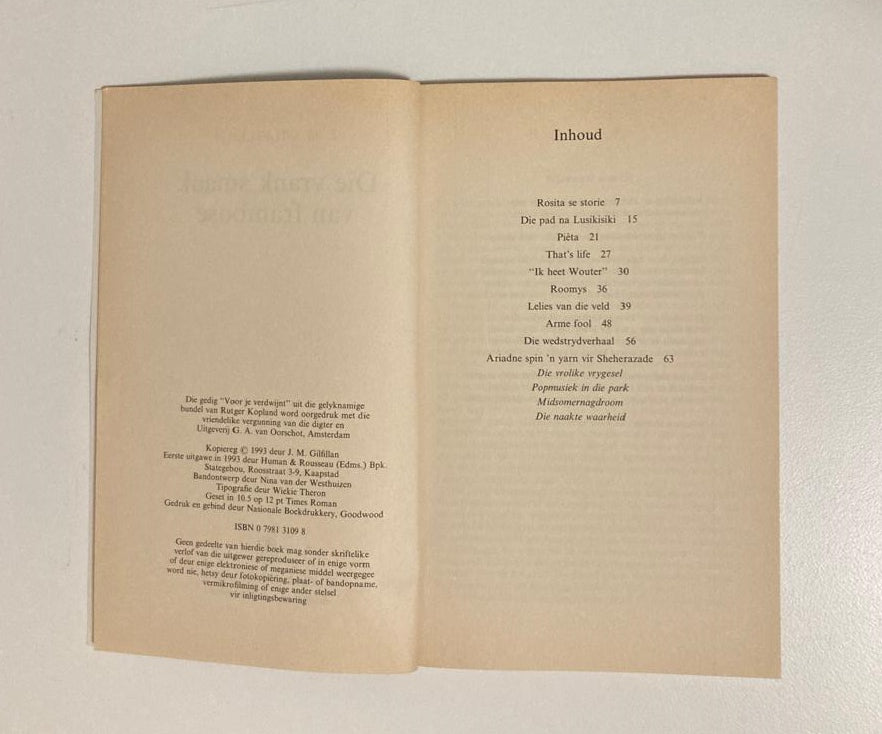 Die gedig "Voor je verdwijnt" uit die gelyknamige
bundel van Rutger Kopland word oorgedruk met die
vriendelike vergunning van die digter en
Uitgeverij G. A. van Oorschot, Amsterdam
Kopiereg © 1993 deur J. M. Gilfillan
Eerste uitgawe in 1993 deur Human & Rousseau (Edms.) Bpk.
Stategebou, Roosstraat 3-9, Kaapstad
Bandontwerp deur Nina van der Westhuizen
Tipografie deur Wiekie Theron
Geset in 10.5 op 12 pt Times Roman
Gedruk en gebind deur Nasionale Boekdrukkery, Goodwood
ISBN 0 7981 3109 8
Geen gedeelte van hierdie boek mag sonder skriftelike
verlof van die uitgewer gereproduseer of in enige vorm
of deur enige elektroniese of meganiese middel weergegee
word nie, hetsy deur fotokopiëring, plaat- of bandopname,
vermikrofilming of enige ander stelsel
vir inligtingsbewaring
Inhoud
Rosita se storie 7
Die pad na Lusikisiki 15
Piëta 21
That's life 27
"Ik heet Wouter" 30
Roomys 36
Lelies van die veld 39
Arme fool 48
Die wedstrydverhaal 56
Ariadne spin 'n yarn vir Sheherazade 63
Die vrolike vrygesel
Popmusiek in die park
Midsomernagdroom
Die naakte waarheid